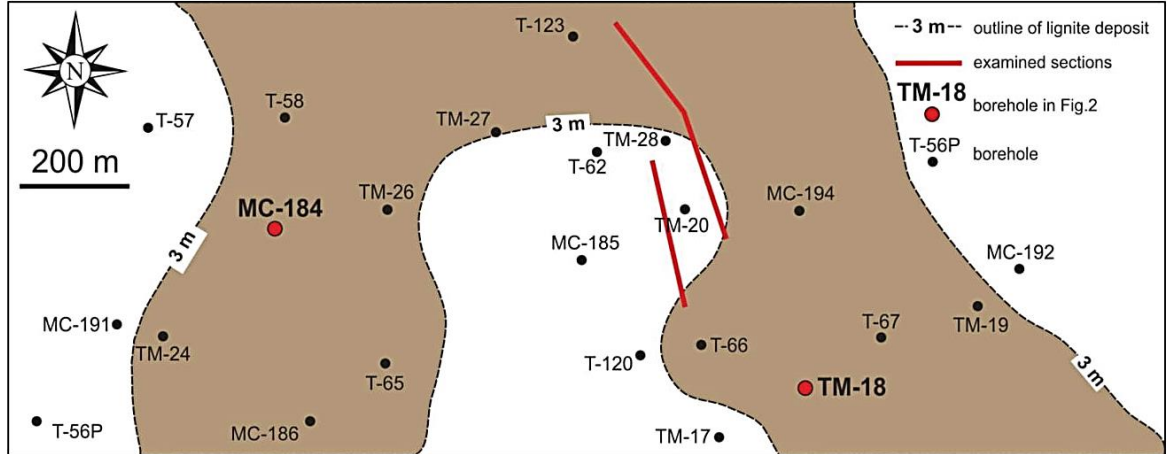 N
200 m
T-123
T-58
T-57
TM-27
3 m
TM-28
T-62
TM-26
MC-184
TM-20
MC-194
MC-185
3 m
MC-192
MC-191
TM-24
TM-19
T-67
T-66
T-120
T-65
TM-18
3 m
T-56P
MC-186
TM-17
3 m outline of lignite deposit
examined sections
TM-18 borehole in Fig.2
T-56P borehole